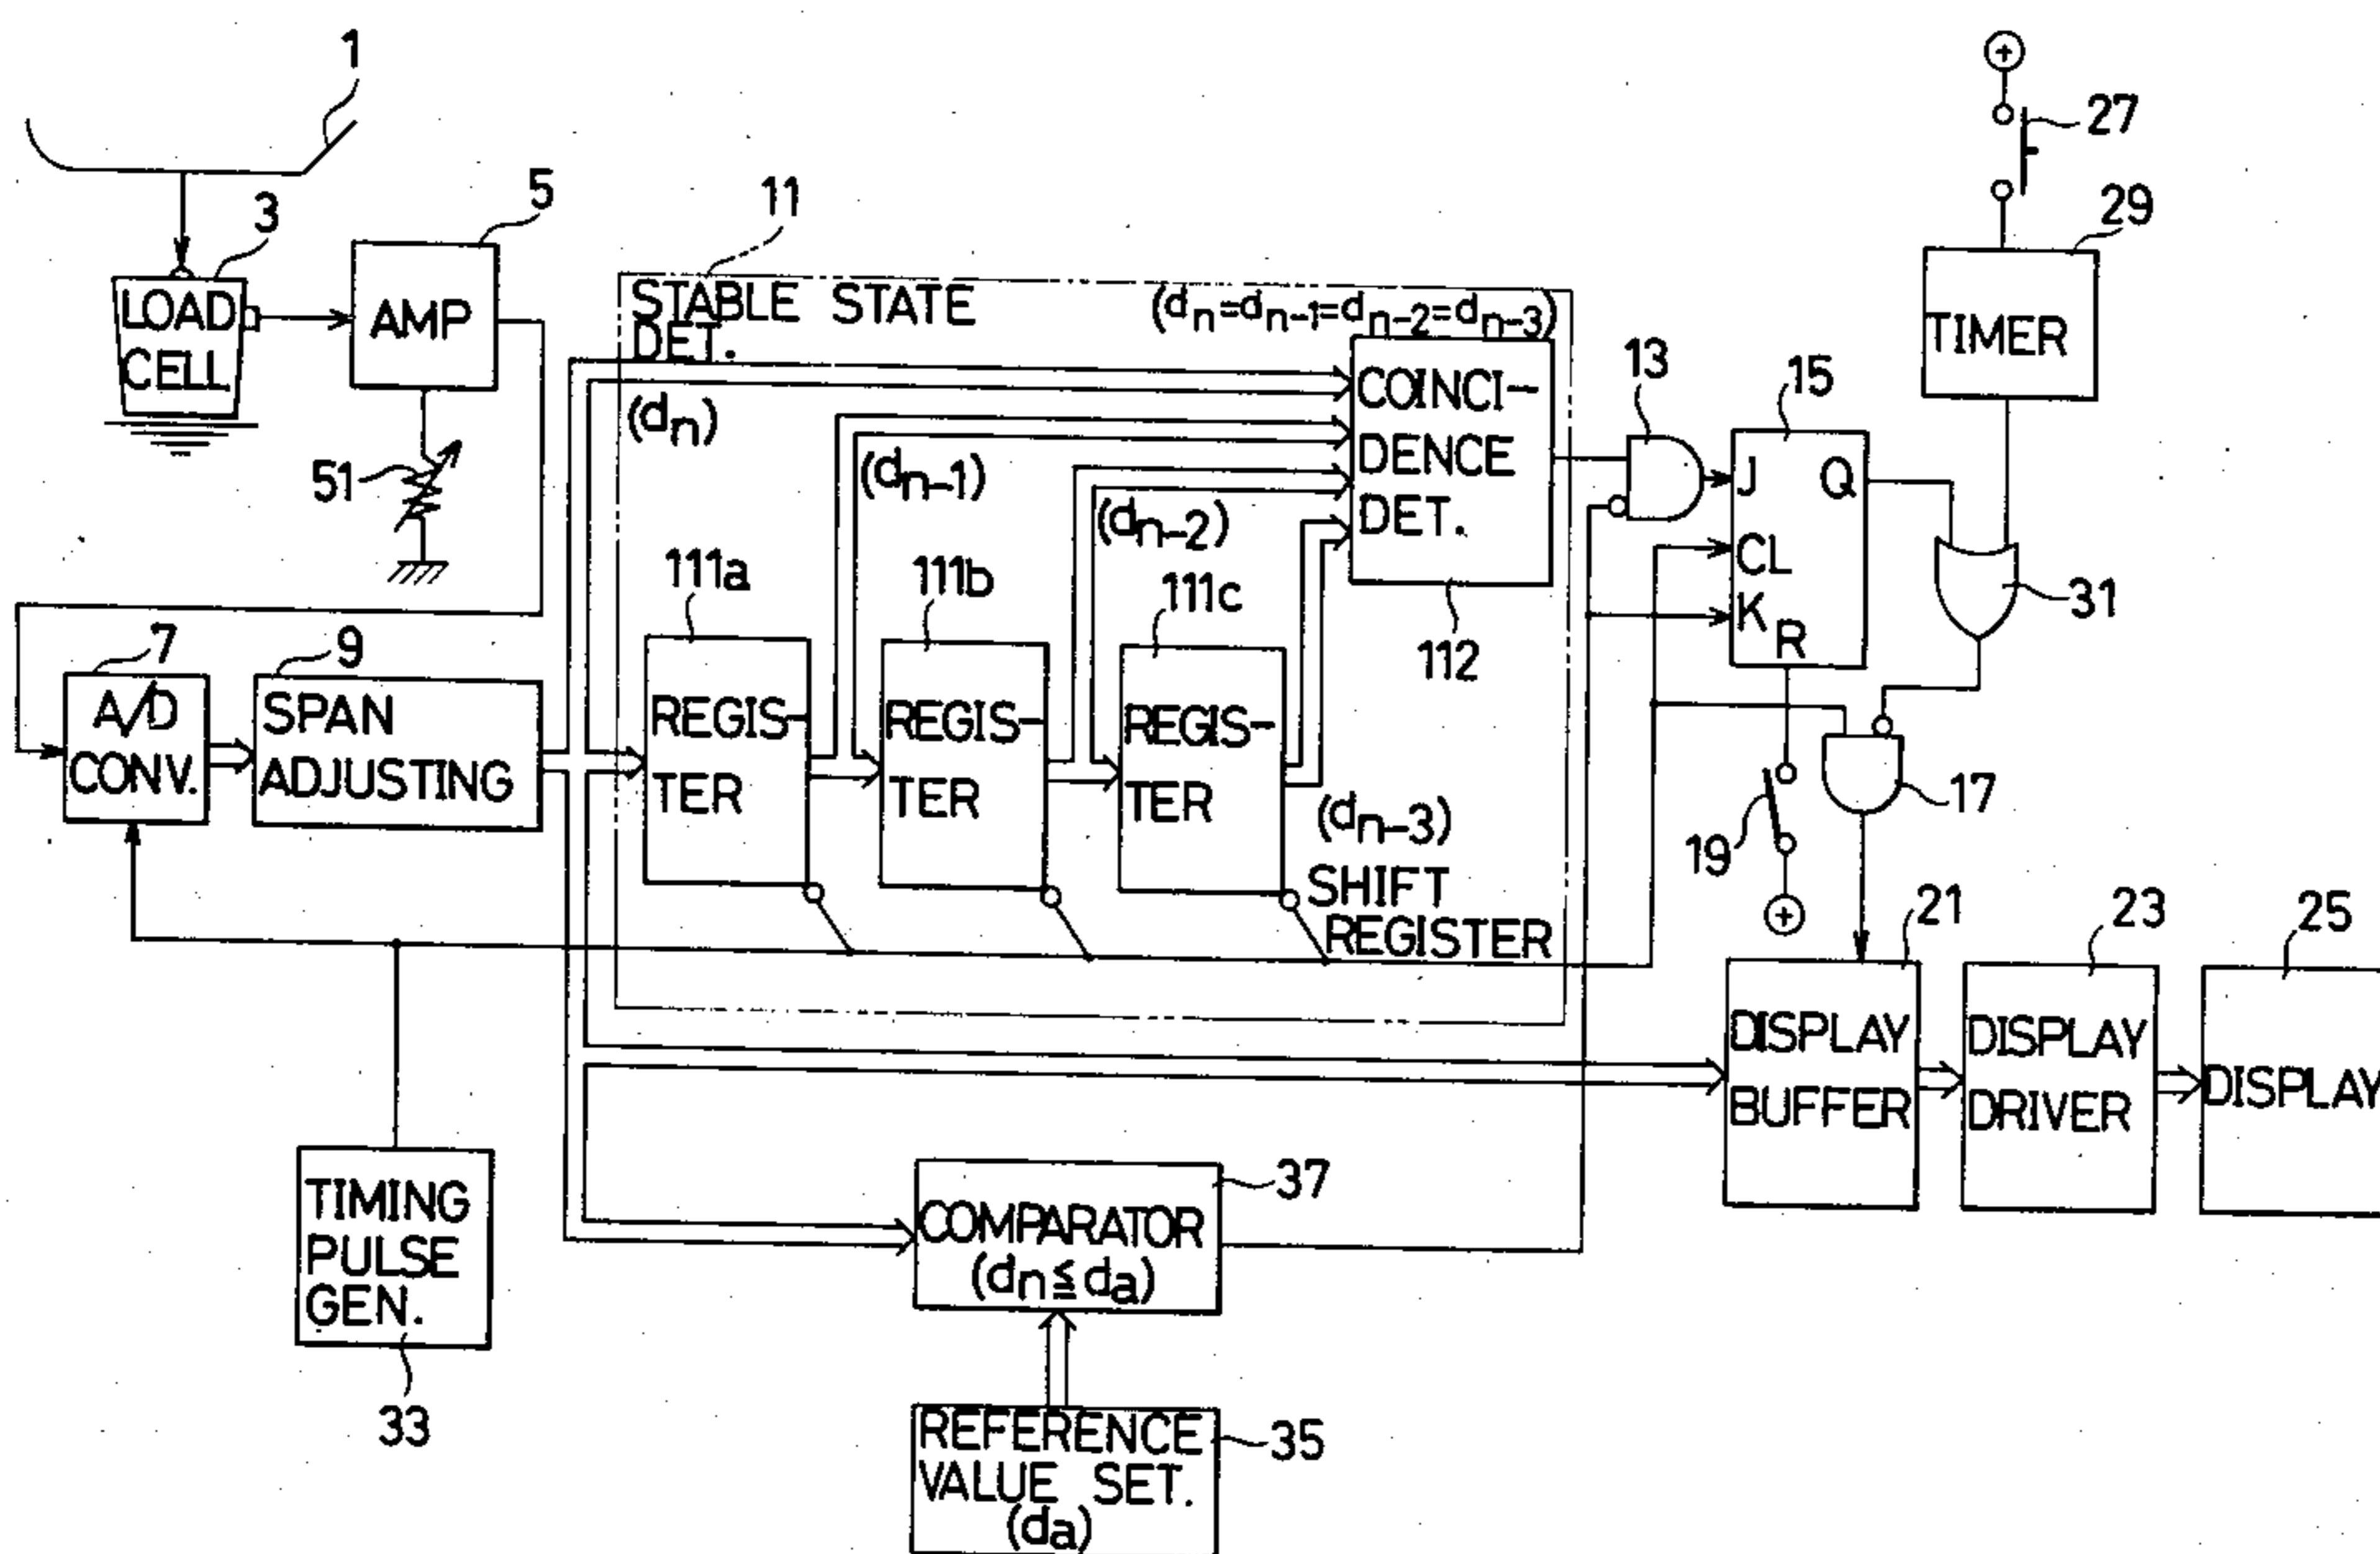 1
27
5
11
3
29
LOAD
CELL
AMP
STABLE STATE
DET.
(dn=dn-1=dn-2=dn-3)
TIMER
13
15
COINCI-
DENCE
DET.
(dn)
(dn-1)
(dn-2)
51
J Q
CL
K
R
111a
111b
111c
31
112
7
9
A/D
CONV.
SPAN
ADJUSTING
REGIS-
TER
REGIS-
TER
REGIS-
TER
(dn-3)
SHIFT
REGISTER
17
19
21
23
25
DISPLAY
BUFFER
DISPLAY
DRIVER
DISPLAY
TIMING
PULSE
GEN.
33
37
COMPARATOR
(dn≦da)
REFERENCE
VALUE SET.
(da)
35